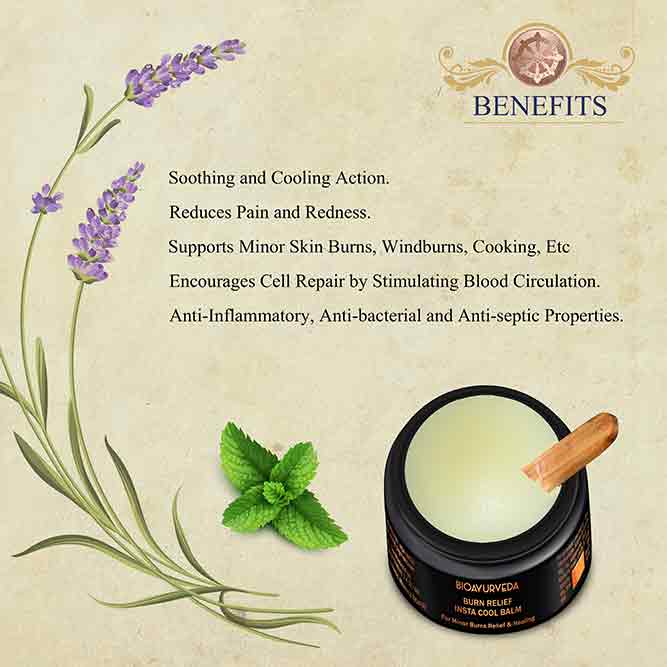 BENEFITS
Soothing and Cooling Action.
Reduces Pain and Redness.
Supports Minor Skin Burns, Windburns, Cooking, Etc
Encourages Cell Repair by Stimulating Blood Circulation.
Anti-Inflammatory, Anti-bacterial and Anti-septic Properties.
BIOAYURVEDA
BURN RELIEF
INSTA COOL BALM
For Minor Burns Relief & Healing